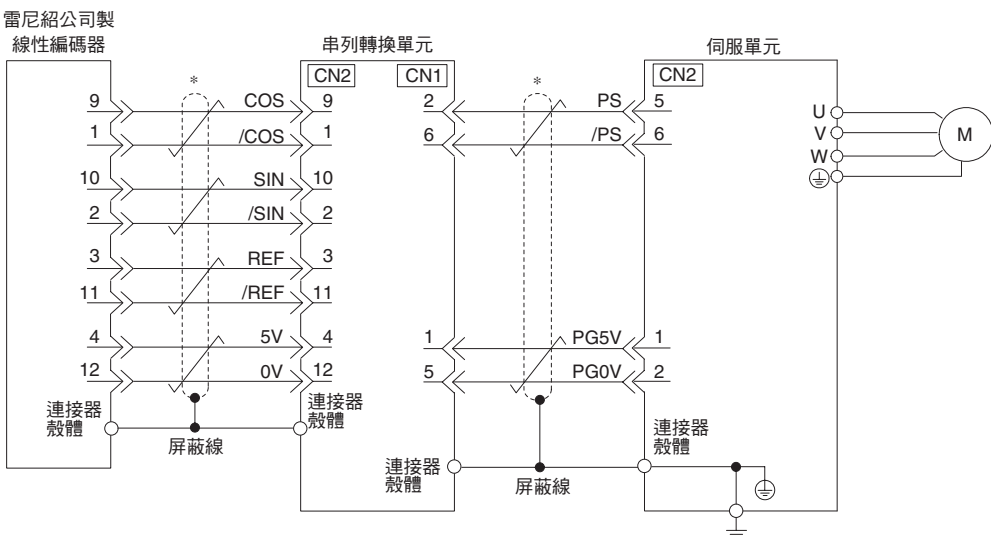 雷尼紹公司製
線性編碼器
串列轉換單元
伺服單元
CN2
CN1
CN2
*
*
9
COS
9
2
PS
5
1
/COS
1
6
/PS
6
U
V
W
M
10
SIN
10
2
/SIN
2
3
REF
3
11
/REF
11
4
5V
4
1
PG5V
1
12
0V
12
5
PG0V
2
連接器
殼體
屏蔽線
連接器
殼體
連接器
殼體
屏蔽線
連接器
殼體